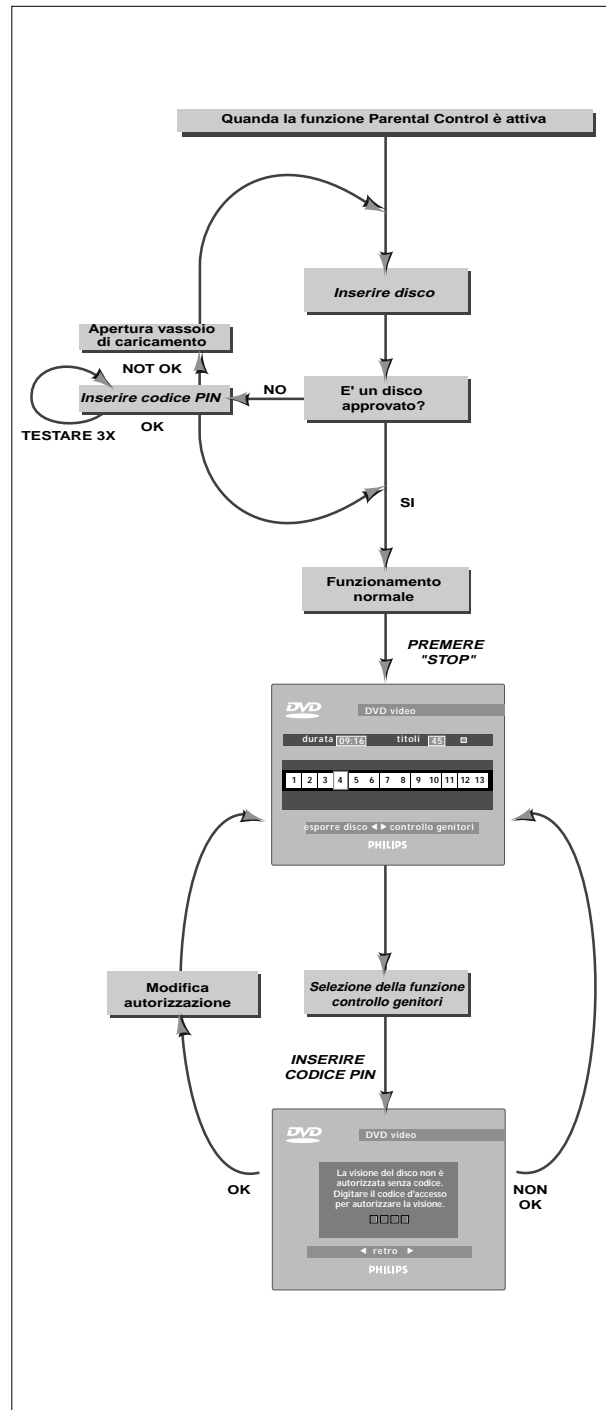 Quanda la funzione Parental Control è attiva
Inserire disco
Apertura vassoio
di caricamento
NOT OK
Inserire codice PIN
NO
E' un disco
approvato?
TESTARE 3X
OK
SI
Funzionamento
normale
PREMERE
"STOP"
DVD
DVD video
durata 09:16 titoli 45
1 2 3 4 5 6 7 8 9 10 11 12 13
esporre disco ◀ ▶ controllo genitori
PHILIPS
Modifica
autorizzazione
Selezione della funzione
controllo genitori
INSERIRE
CODICE PIN
DVD
DVD video
La visione del disco non è
autorizzata senza codice.
Digitare il codice d'accesso
per autorizzare la visione.
OK
NON
OK
◀ retro ▶
PHILIPS